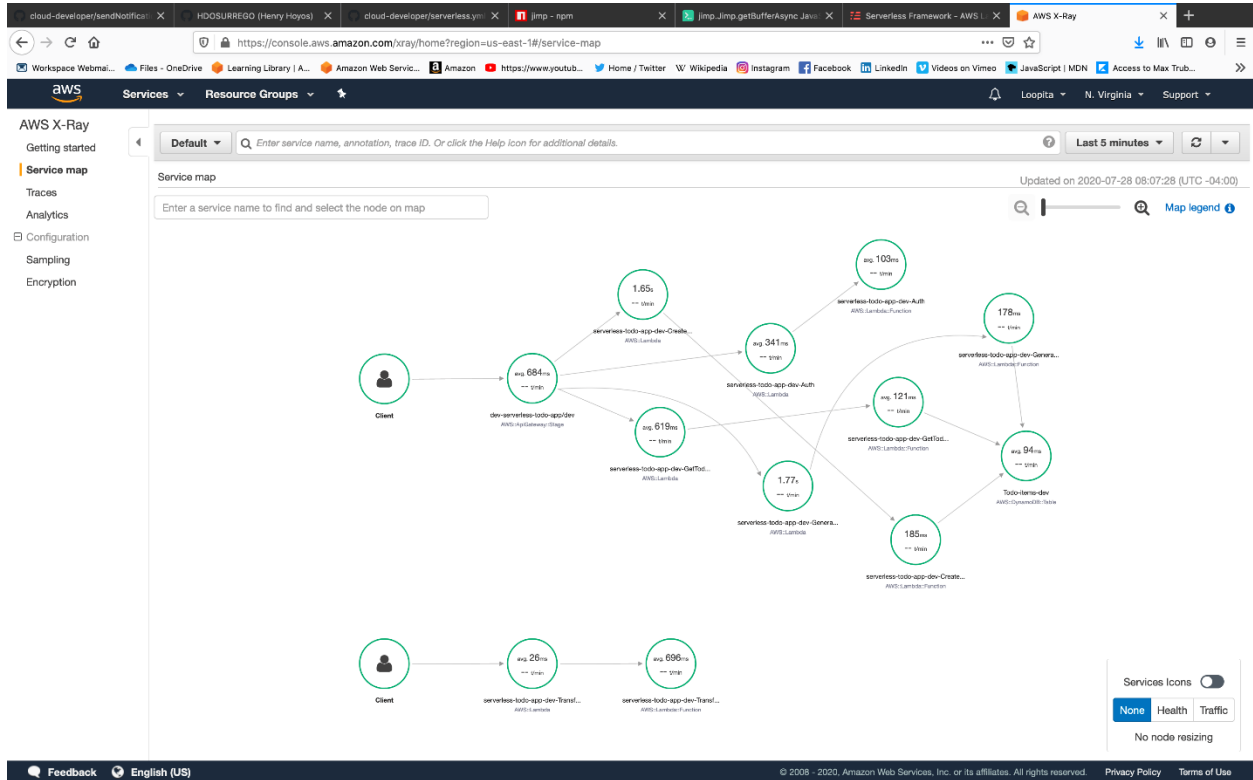 cloud-developer/sendNotificati
HDOSURREGO (Henry Hoyos)
cloud-developer/serverless.yml
jimp - npm
jimp.Jimp.getBufferAsync Java
Serverless Framework - AWS L
AWS X-Ray
https://console.aws.amazon.com/xray/home?region=us-east-1#/service-map
Workspace Webmai...
Files - OneDrive
Learning Library | A...
Amazon Web Servic...
Amazon
https://www.youtub...
Home / Twitter
Wikipedia
Instagram
Facebook
LinkedIn
Videos on Vimeo
JavaScript | MDN
Access to Max Trub...
aws
Services
Resource Groups
Loopita
N. Virginia
Support
AWS X-Ray
Getting started
Service map
Traces
Analytics
Configuration
Sampling
Encryption
Default
Enter service name, annotation, trace ID. Or click the Help icon for additional details.
Last 5 minutes
Service map
Updated on 2020-07-28 08:07:28 (UTC -04:00)
Enter a service name to find and select the node on map
Map legend
avg. 103ms
-- t/min
serverless-todo-app-dev-Auth
AWS::Lambda::Function
1.65s
-- t/min
serverless-todo-app-dev-Create...
AWS::Lambda
178ms
-- t/min
serverless-todo-app-dev-Genera...
AWS::Lambda::Function
avg. 341ms
-- t/min
serverless-todo-app-dev-Auth
AWS::Lambda
Client
avg. 684ms
-- t/min
dev-serverless-todo-app/dev
AWS::ApiGateway::Stage
avg. 121ms
-- t/min
serverless-todo-app-dev-GetTod...
AWS::Lambda::Function
avg. 619ms
-- t/min
serverless-todo-app-dev-GetTod...
AWS::Lambda
avg. 94ms
-- t/min
Todo-items-dev
AWS::DynamoDB::Table
1.77s
-- t/min
serverless-todo-app-dev-Genera...
AWS::Lambda
185ms
-- t/min
serverless-todo-app-dev-Create...
AWS::Lambda::Function
Client
avg. 26ms
-- t/min
serverless-todo-app-dev-Transf...
AWS::Lambda
avg. 696ms
-- t/min
serverless-todo-app-dev-Transf...
AWS::Lambda::Function
Services Icons
None
Health
Traffic
No node resizing
Feedback
English (US)
© 2008 - 2020, Amazon Web Services, Inc. or its affiliates. All rights reserved.
Privacy Policy
Terms of Use